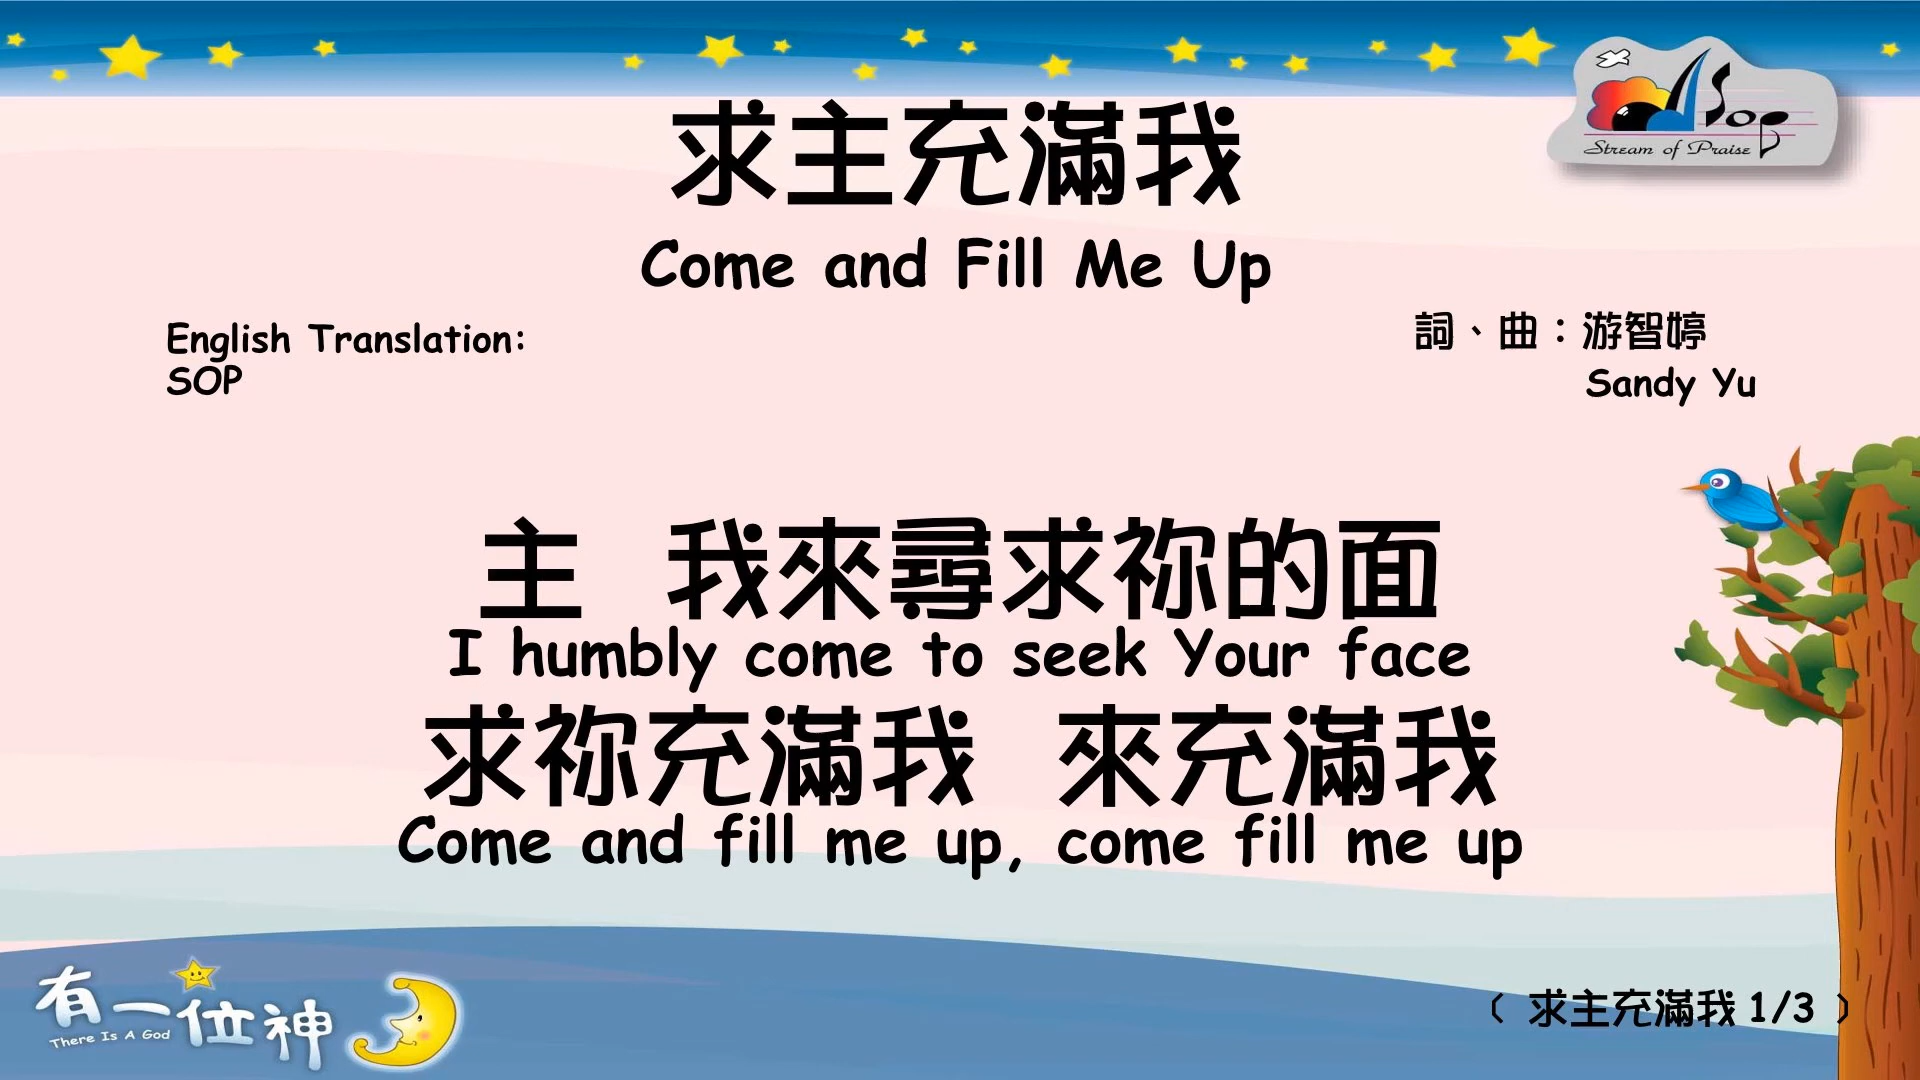 SOP
Stream of Praise
求主充滿我
Come and Fill Me Up
English Translation:
SOP
詞、曲：游智婷
Sandy Yu
主 我來尋求祢的面
I humbly come to seek Your face
求祢充滿我 來充滿我
Come and fill me up, come fill me up
有一位神
There Is A God
( 求主充滿我 1/3 )